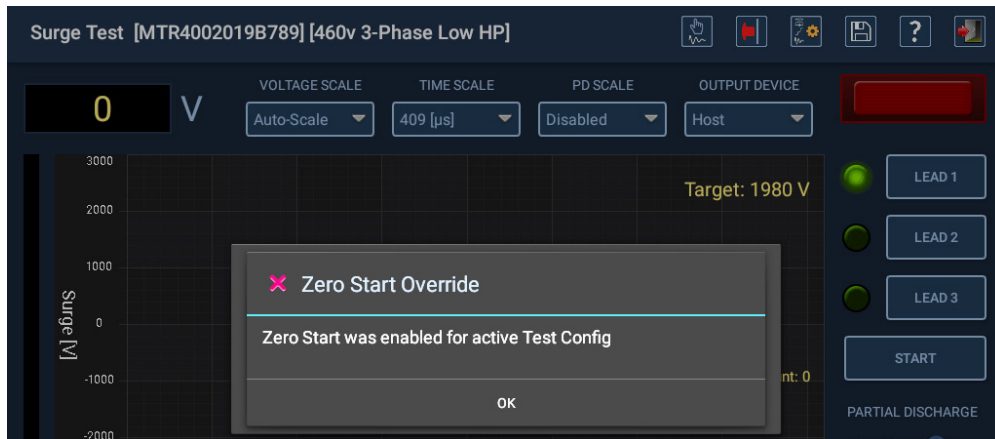 Surge Test [MTR4002019B789] [460v 3-Phase Low HP]
?
VOLTAGE SCALE
TIME SCALE
PD SCALE
OUTPUT DEVICE
0 V
Auto-Scale
409 [µs]
Disabled
Host
3000
2000
1000
0
-1000
-2000
Surge [V]
Target: 1980 V
LEAD 1
LEAD 2
LEAD 3
START
PARTIAL DISCHARGE
Zero Start Override
Zero Start was enabled for active Test Config
OK
nt: 0